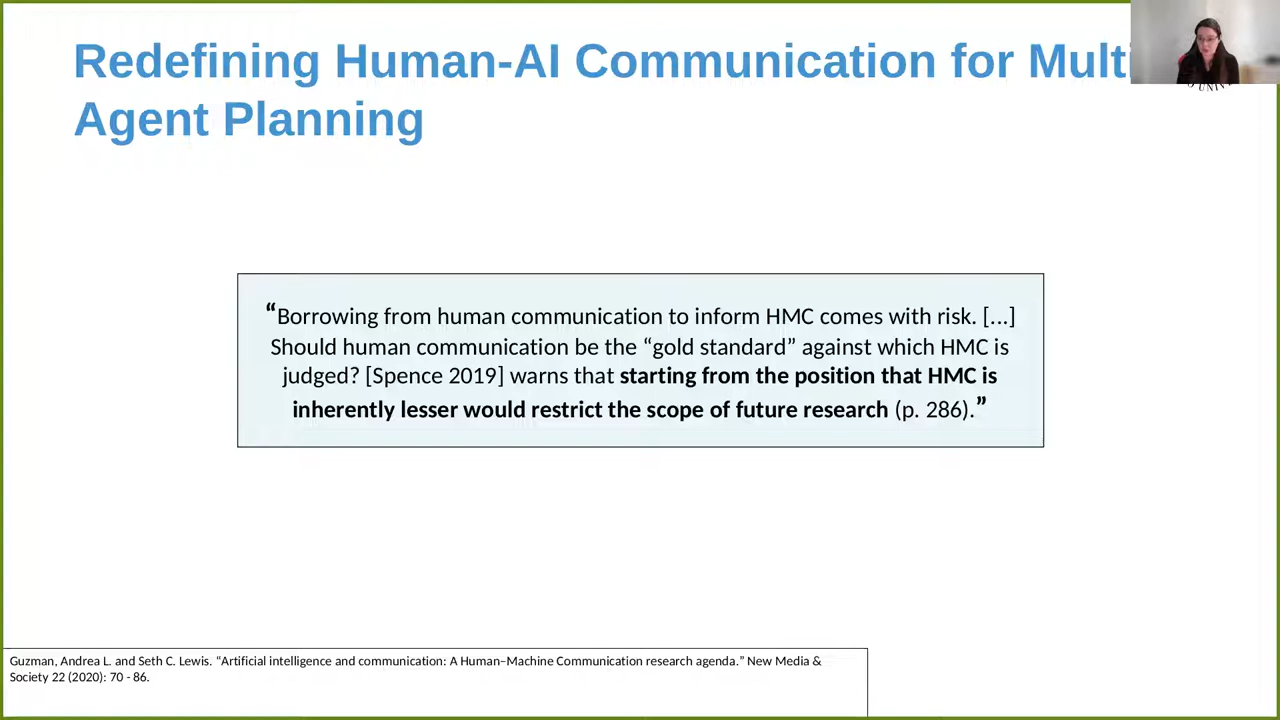 Redefining Human-AI Communication for Multi
Agent Planning
“Borrowing from human communication to inform HMC comes with risk. [...]
Should human communication be the “gold standard” against which HMC is
judged? [Spence 2019] warns that starting from the position that HMC is
inherently lesser would restrict the scope of future research (p. 286).”
Guzman, Andrea L. and Seth C. Lewis. “Artificial intelligence and communication: A Human–Machine Communication research agenda.” New Media &
Society 22 (2020): 70 - 86.